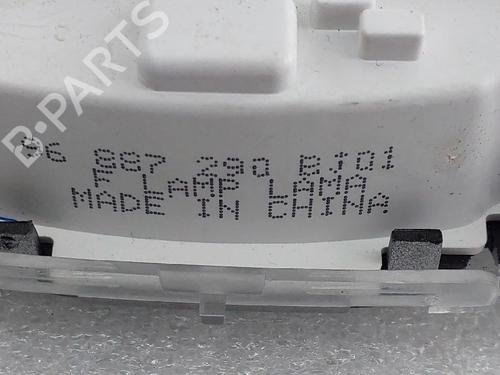 B-PARTS
96 887 290 BJ01
F LAMP LAMA
MADE IN CHINA